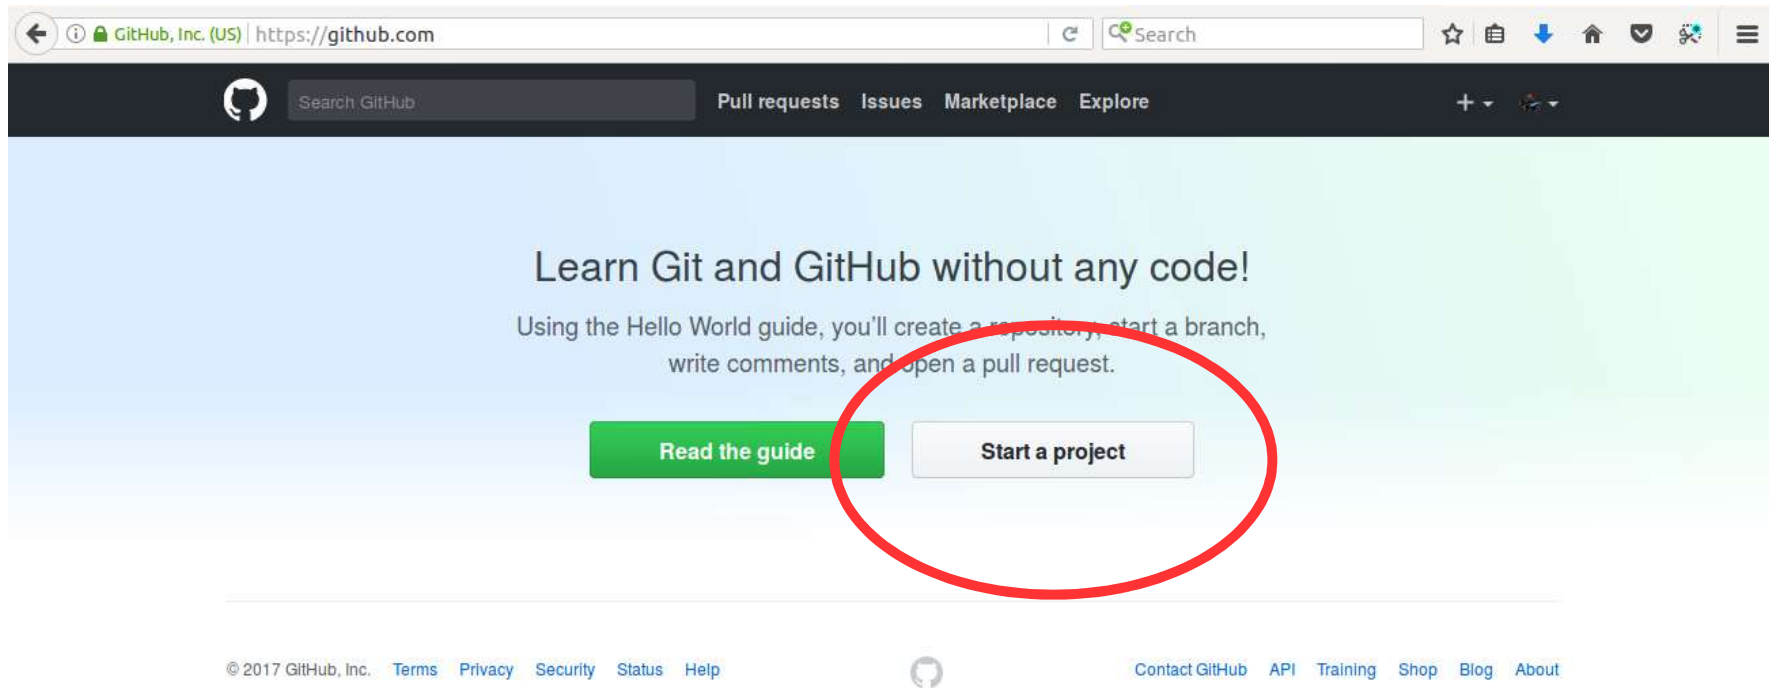 GitHub, Inc. (US) https://github.com Search
Search GitHub Pull requests Issues Marketplace Explore
Learn Git and GitHub without any code!
Using the Hello World guide, you'll create a repository, start a branch,
write comments, and open a pull request.
Read the guide Start a project
© 2017 GitHub, Inc. Terms Privacy Security Status Help Contact GitHub API Training Shop Blog About